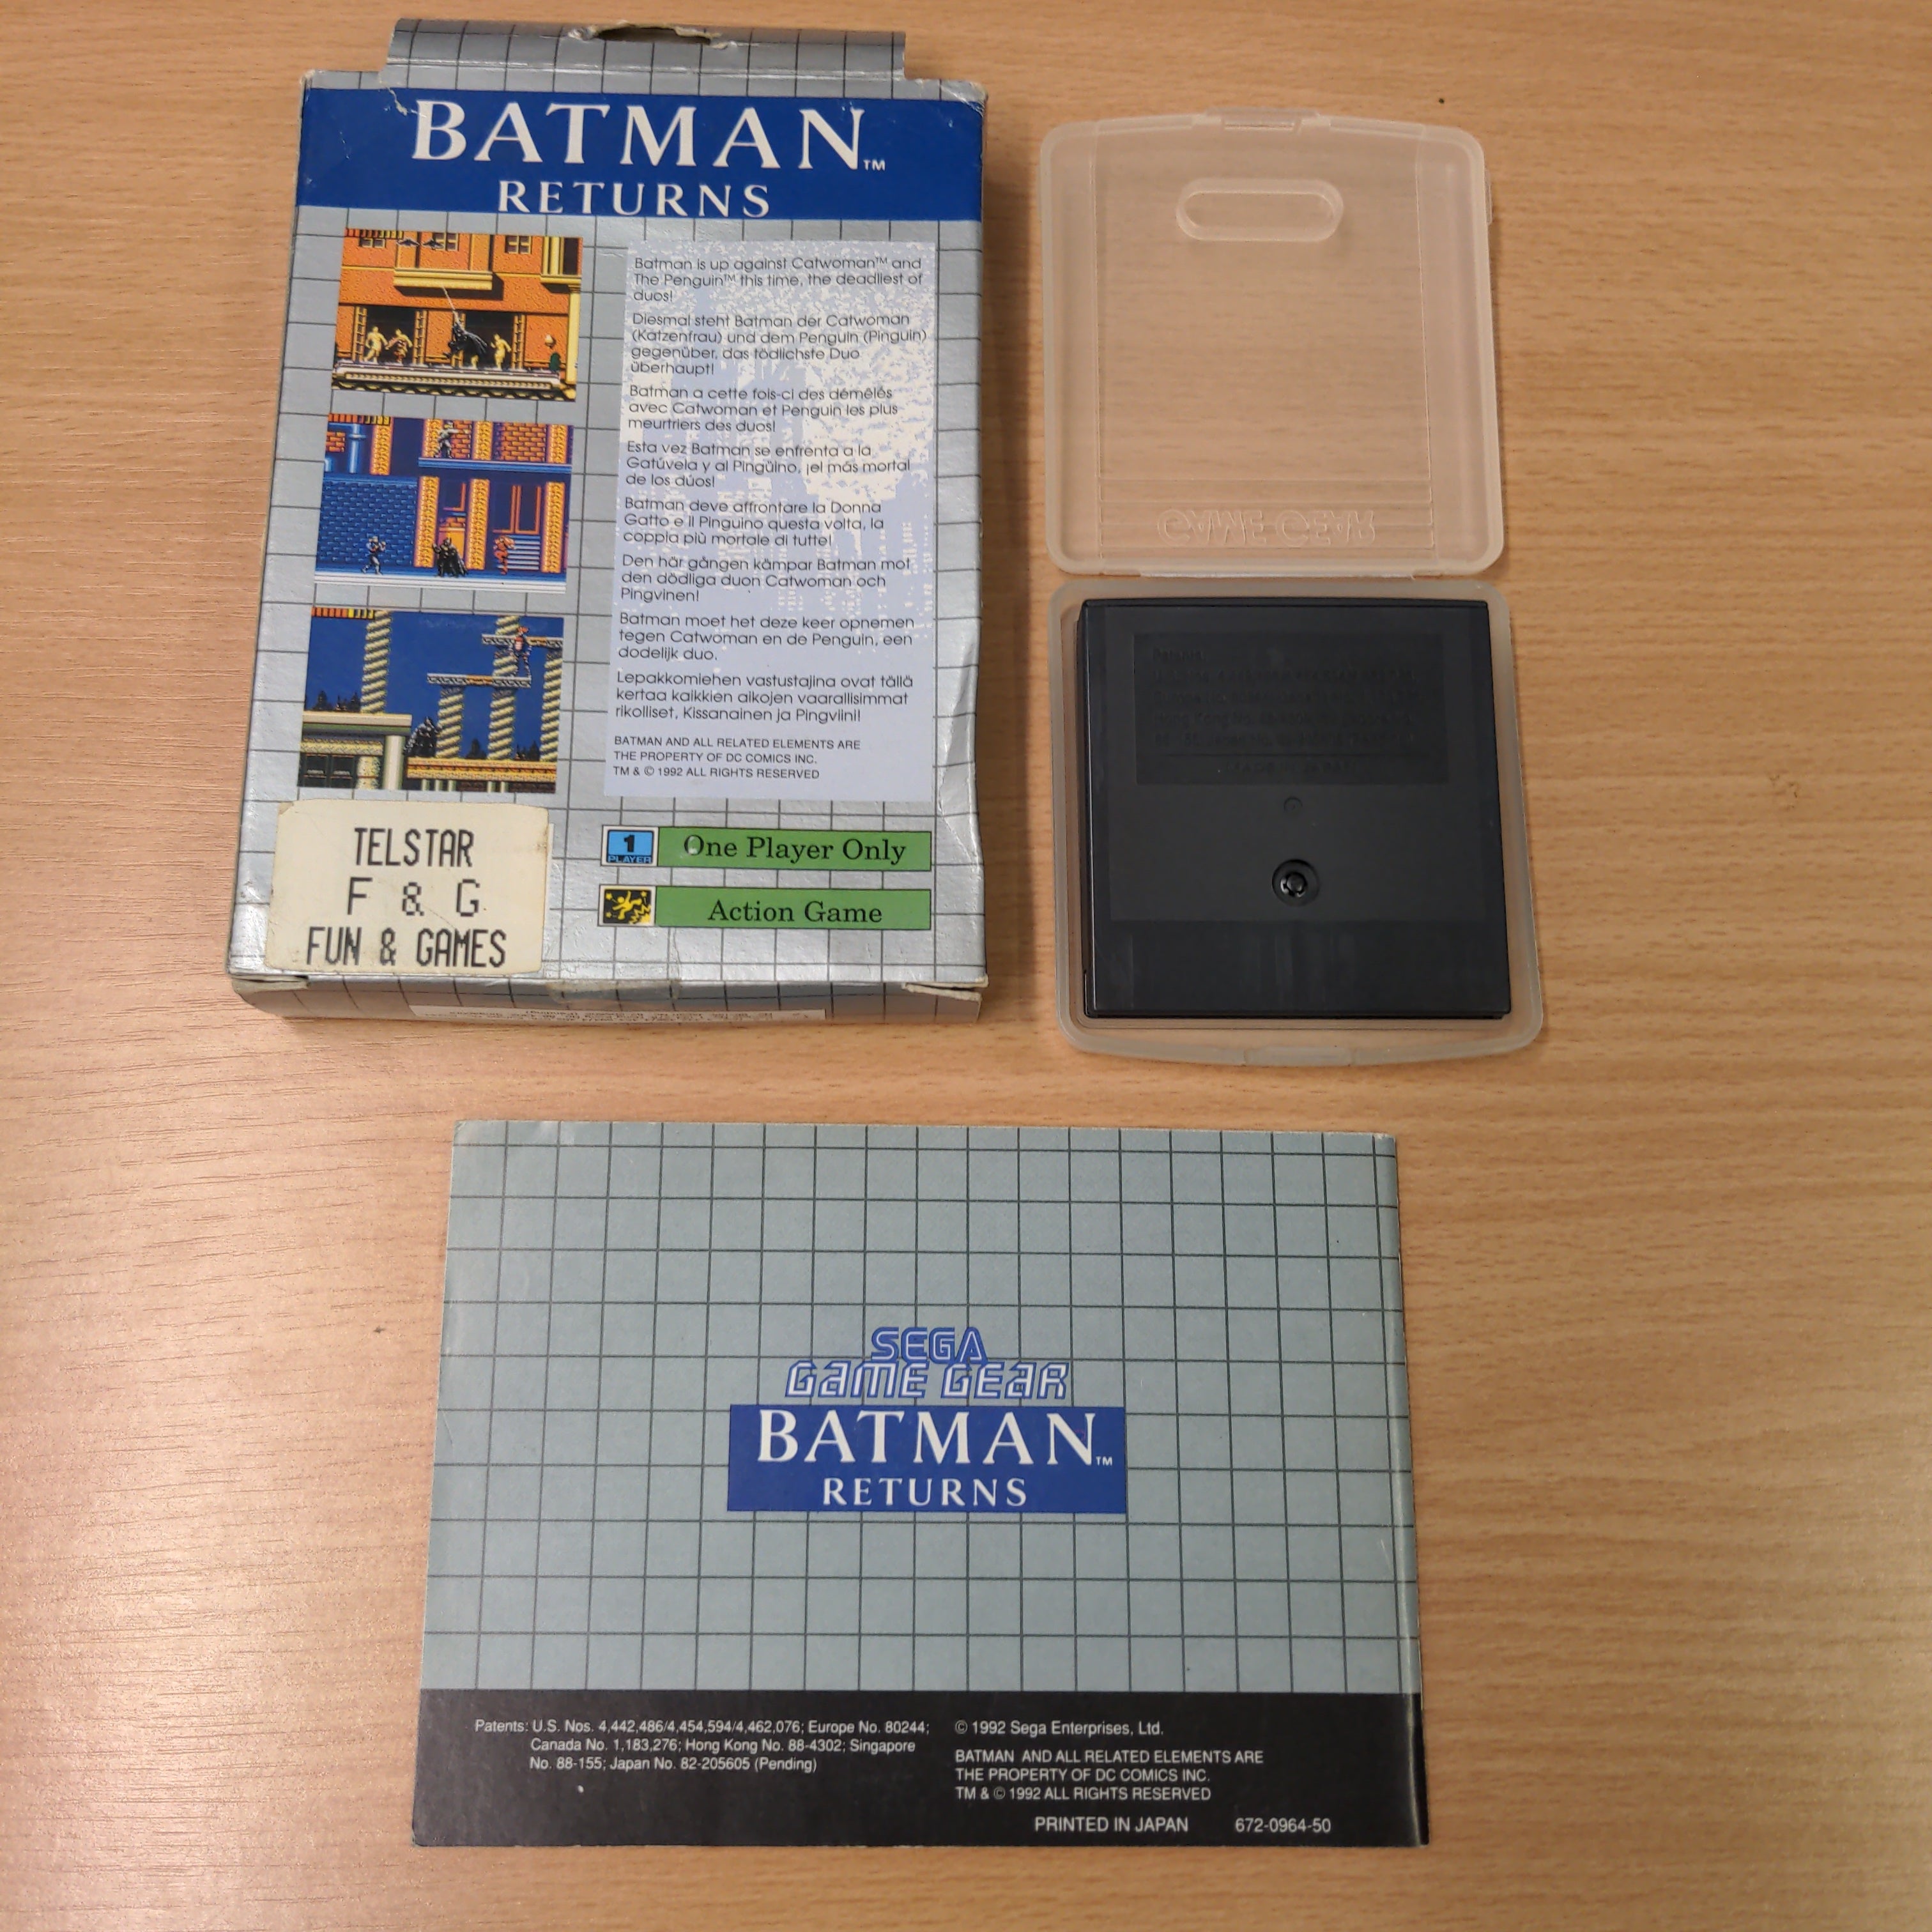 BATMAN™
RETURNS
Batman is up against Catwoman™ and
The Penguin™ this time, the deadliest of
duos!
Diesmal steht Batman der Catwoman
(Katzenfrau) und dem Penguin (Pinguin)
gegenüber, das tödlichste Duo
überhaupt!
Batman a cette fois-ci des démêlés
avec Catwoman et Penguin les plus
meurtriers des duos!
Esta vez Batman se enfrenta a la
Gatúvela y al Pingüino, ¡el más mortal
de los dúos!
Batman deve affrontare la Donna
Gatto e il Pinguino questa volta, la
coppia più mortale di tutte!
Den här gången kämpar Batman mot
den dödliga duon Catwoman och
Pingvinen!
Batman moet het deze keer opnemen
tegen Catwoman en de Penguin, een
dodelijk duo.
Lepakkomiehen vastustajina ovat tällä
kertaa kaikkien aikojen vaarallisimmat
rikolliset, Kissanainen ja Pingviini!
BATMAN AND ALL RELATED ELEMENTS ARE
THE PROPERTY OF DC COMICS INC.
TM & © 1992 ALL RIGHTS RESERVED
1
PLAYER
One Player Only
Action Game
TELSTAR
F & G
FUN & GAMES
GAME GEAR
SEGA
GAME GEAR
BATMAN™
RETURNS
Patents: U.S. Nos. 4,442,486/4,454,594/4,462,076; Europe No. 80244;
Canada No. 1,183,276; Hong Kong No. 88-4302; Singapore
No. 88-155; Japan No. 82-205605 (Pending)
© 1992 Sega Enterprises, Ltd.
BATMAN AND ALL RELATED ELEMENTS ARE
THE PROPERTY OF DC COMICS INC.
TM & © 1992 ALL RIGHTS RESERVED
PRINTED IN JAPAN 672-0964-50